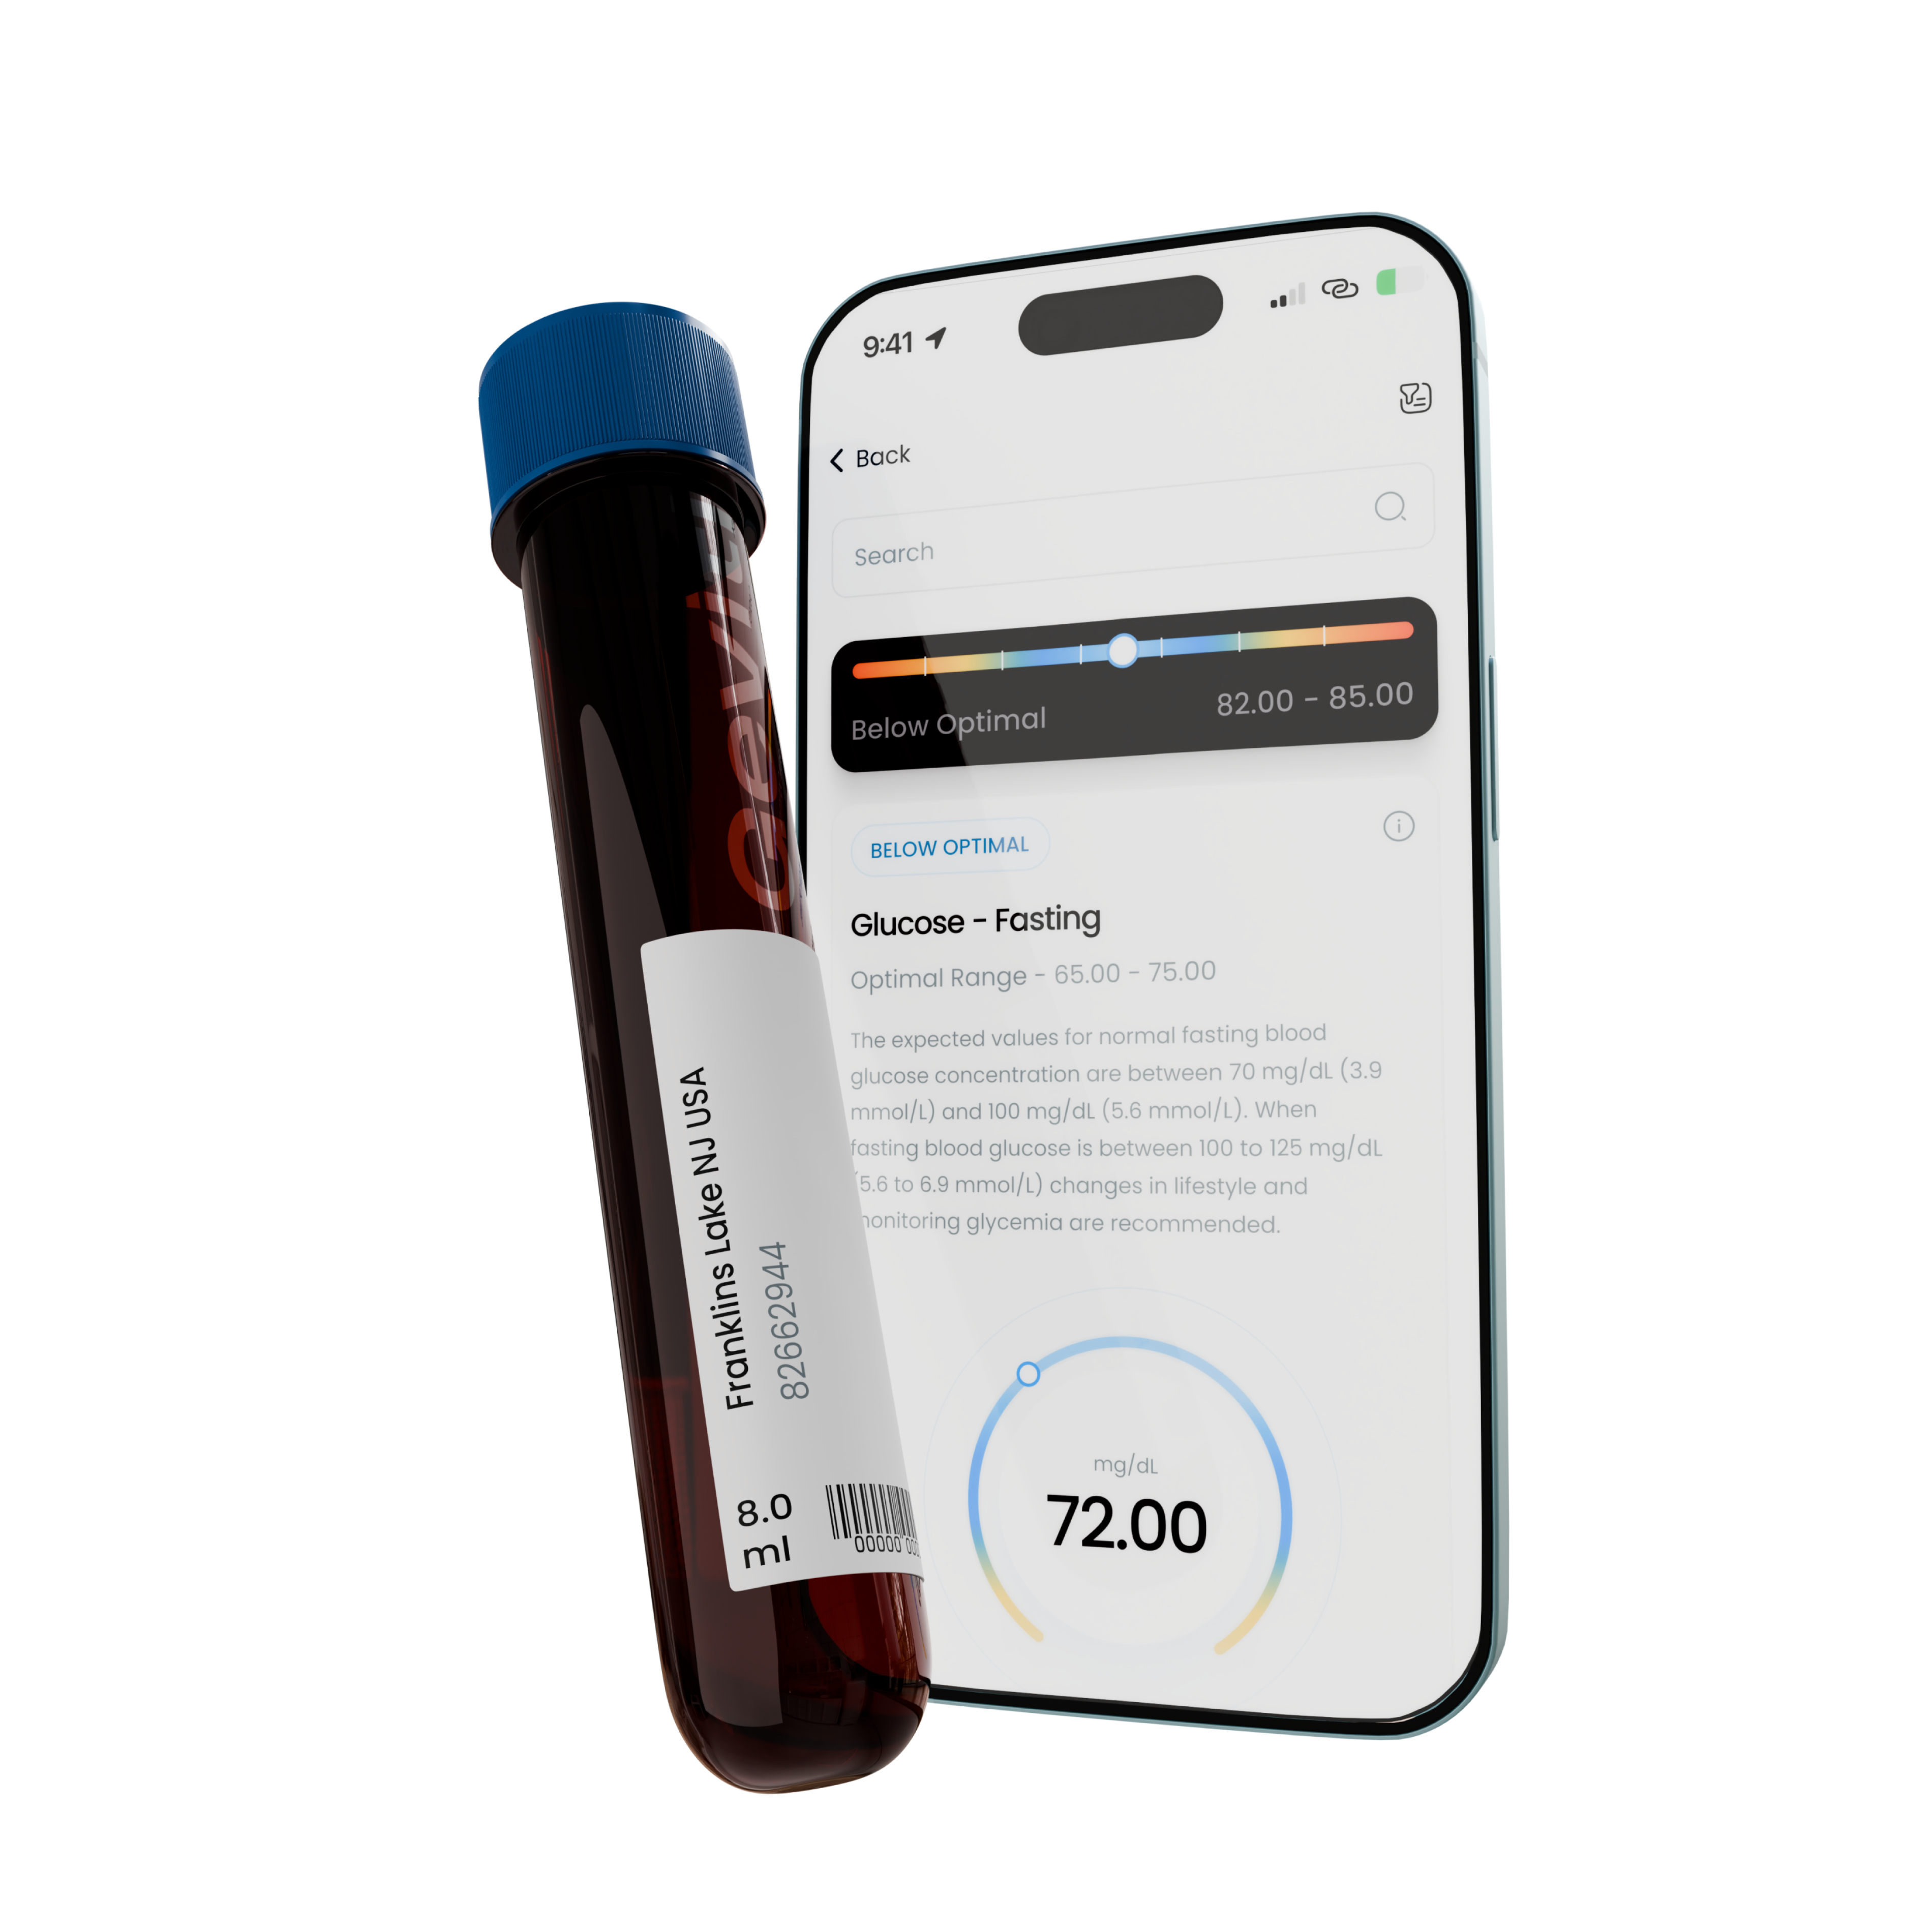 9:41
Back
Search
Below Optimal
82.00 - 85.00
BELOW OPTIMAL
Glucose - Fasting
Optimal Range - 65.00 - 75.00
The expected values for normal fasting blood
glucose concentration are between 70 mg/dL (3.9
mmol/L) and 100 mg/dL (5.6 mmol/L). When
fasting blood glucose is between 100 to 125 mg/dL
5.6 to 6.9 mmol/L) changes in lifestyle and
glycemia are recommended.
mg/dL
72.00
Franklins Lake NJ USA
82662944
8.0
ml
00000